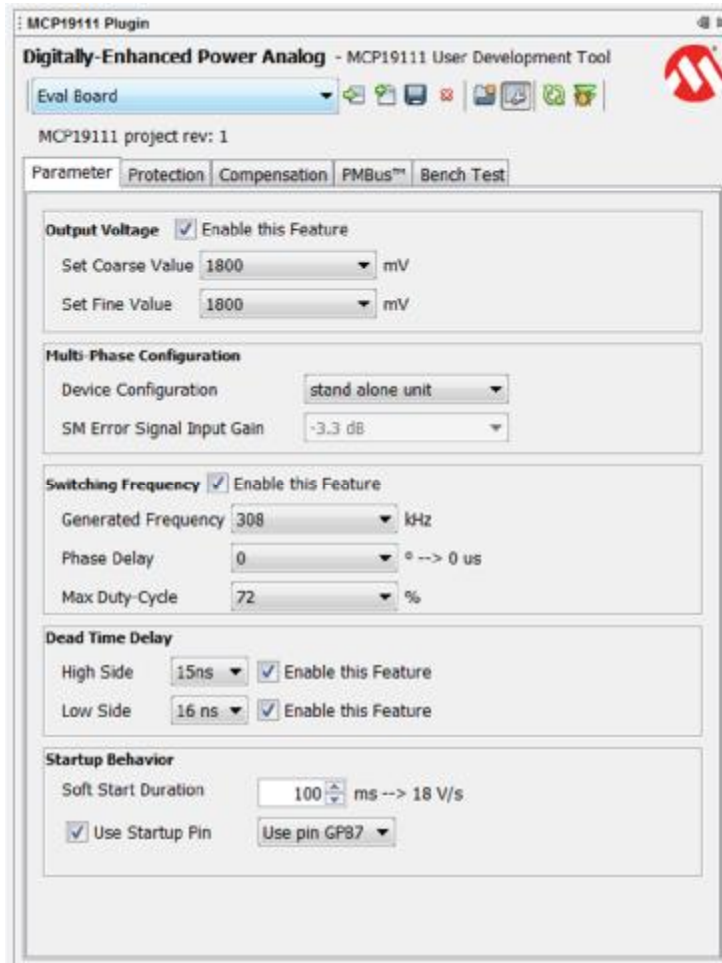 MCP19111 Plugin
Digitally-Enhanced Power Analog - MCP19111 User Development Tool
Eval Board
MCP19111 project rev: 1
Parameter Protection Compensation PMBus™ Bench Test
Output Voltage Enable this Feature
Set Coarse Value 1800 mV
Set Fine Value 1800 mV
Multi-Phase Configuration
Device Configuration stand alone unit
SM Error Signal Input Gain -3.3 dB
Switching Frequency Enable this Feature
Generated Frequency 308 kHz
Phase Delay 0 ° --> 0 us
Max Duty-Cycle 72 %
Dead Time Delay
High Side 15ns Enable this Feature
Low Side 16 ns Enable this Feature
Startup Behavior
Soft Start Duration 100 ms --> 18 V/s
Use Startup Pin Use pin GPB7